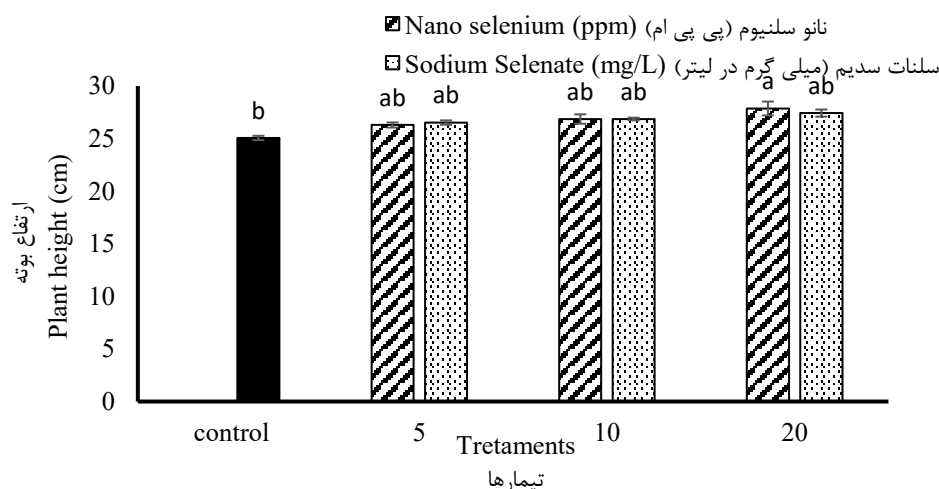 Nano selenium (ppm) نانو سلنیوم (پی پی ام)
Sodium Selenate (mg/L) سلنات سدیم (میلی گرم در لیتر)
30
25
20
15
10
5
0
ارتفاع بوته
Plant height (cm)
b
ab
ab
ab
ab
a
ab
control
5
10
20
Tretaments
تیمارها